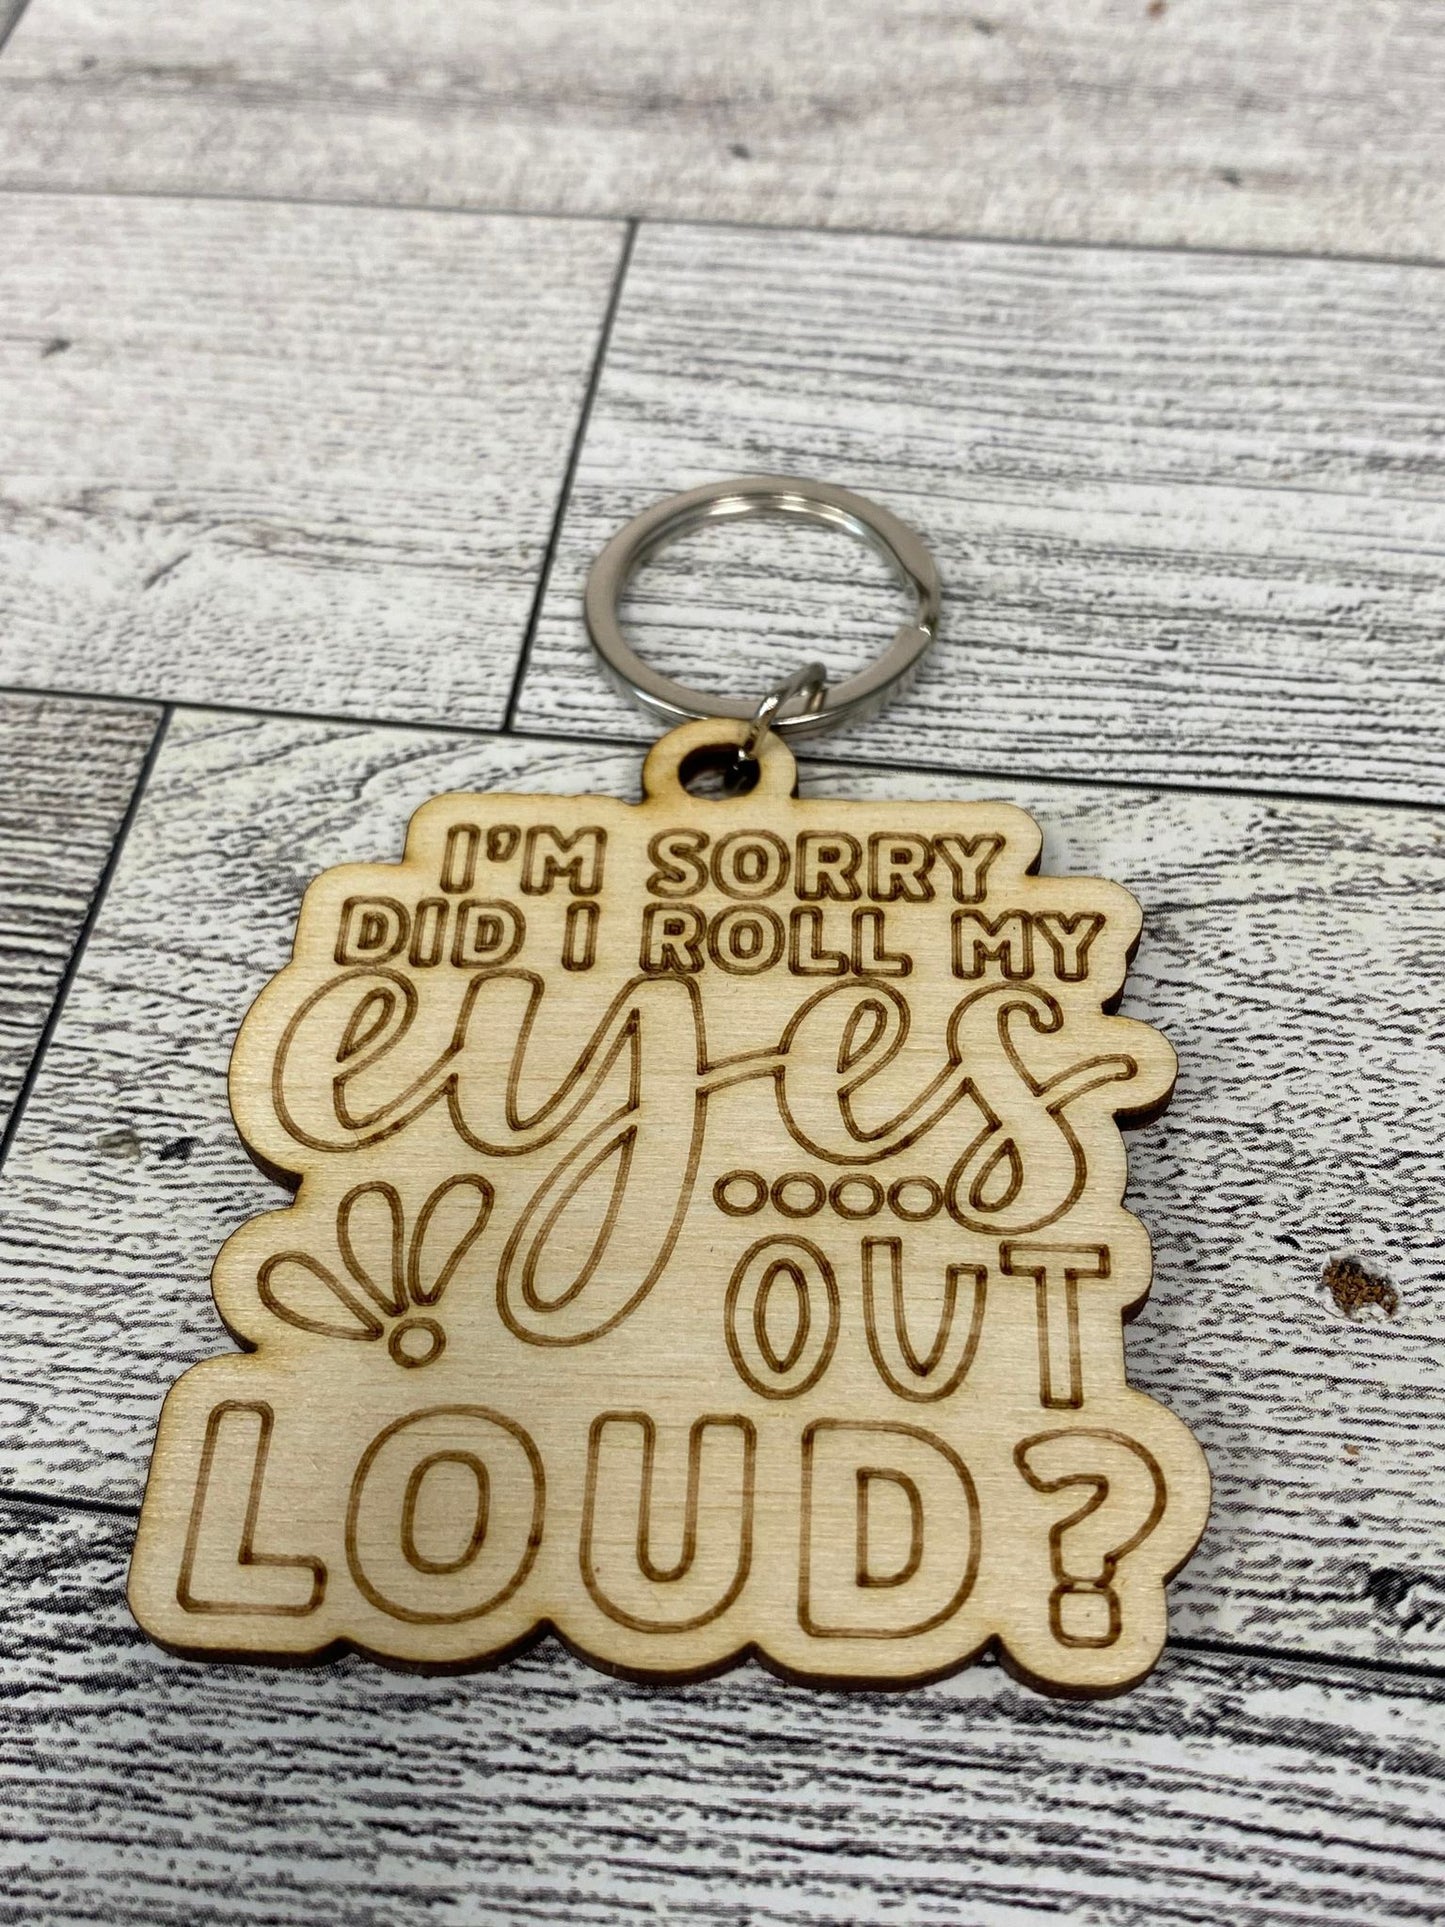 I'M SORRY
DID I ROLL MY
eyes
OUT
LOUD?